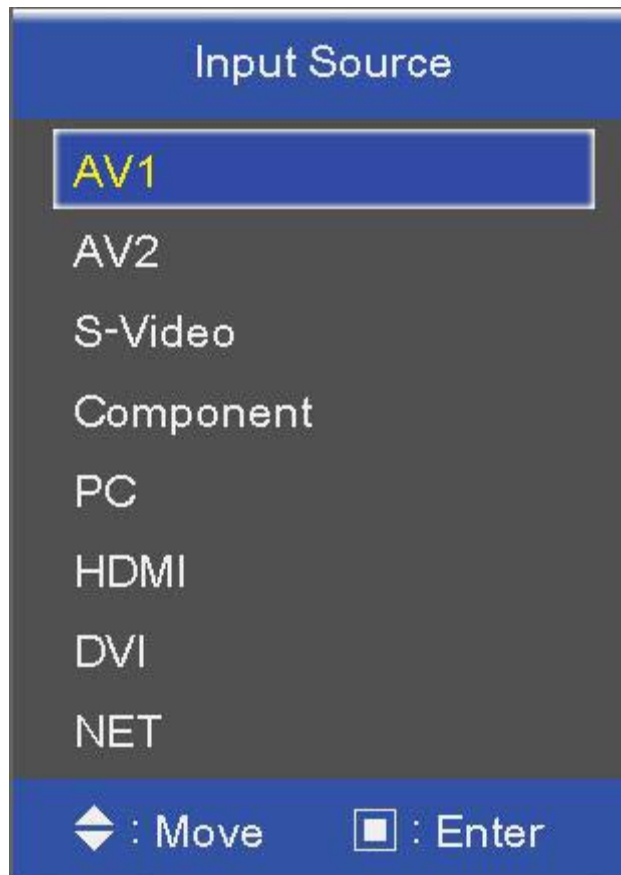 Input Source
AV1
AV2
S-Video
Component
PC
HDMI
DVI
NET
: Move : Enter